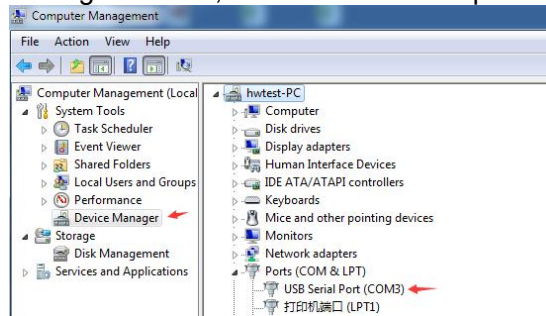 Computer Management
File Action View Help
Computer Management (Local
System Tools
Task Scheduler
Event Viewer
Shared Folders
Local Users and Groups
Performance
Device Manager
Storage
Disk Management
Services and Applications
hwtest-PC
Computer
Disk drives
Display adapters
Human Interface Devices
IDE ATA/ATAPI controllers
Keyboards
Mice and other pointing devices
Monitors
Network adapters
Ports (COM & LPT)
USB Serial Port (COM3)
打印机端口 (LPT1)